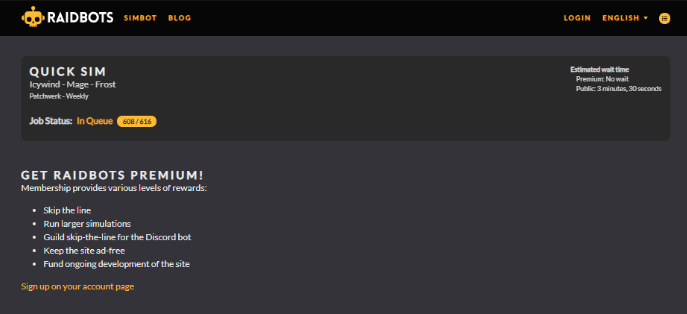 RAIDBOTS SIMBOT BLOG LOGIN ENGLISH
QUICK SIM
Icywind - Mage - Frost
Patchwerk - Weekly
Estimated wait time
Premium: No wait
Public: 3 minutes, 30 seconds
Job Status: In Queue 608 / 616
GET RAIDBOTS PREMIUM!
Membership provides various levels of rewards:
Skip the line
Run larger simulations
Guild skip-the-line for the Discord bot
Keep the site ad-free
Fund ongoing development of the site
Sign up on your account page